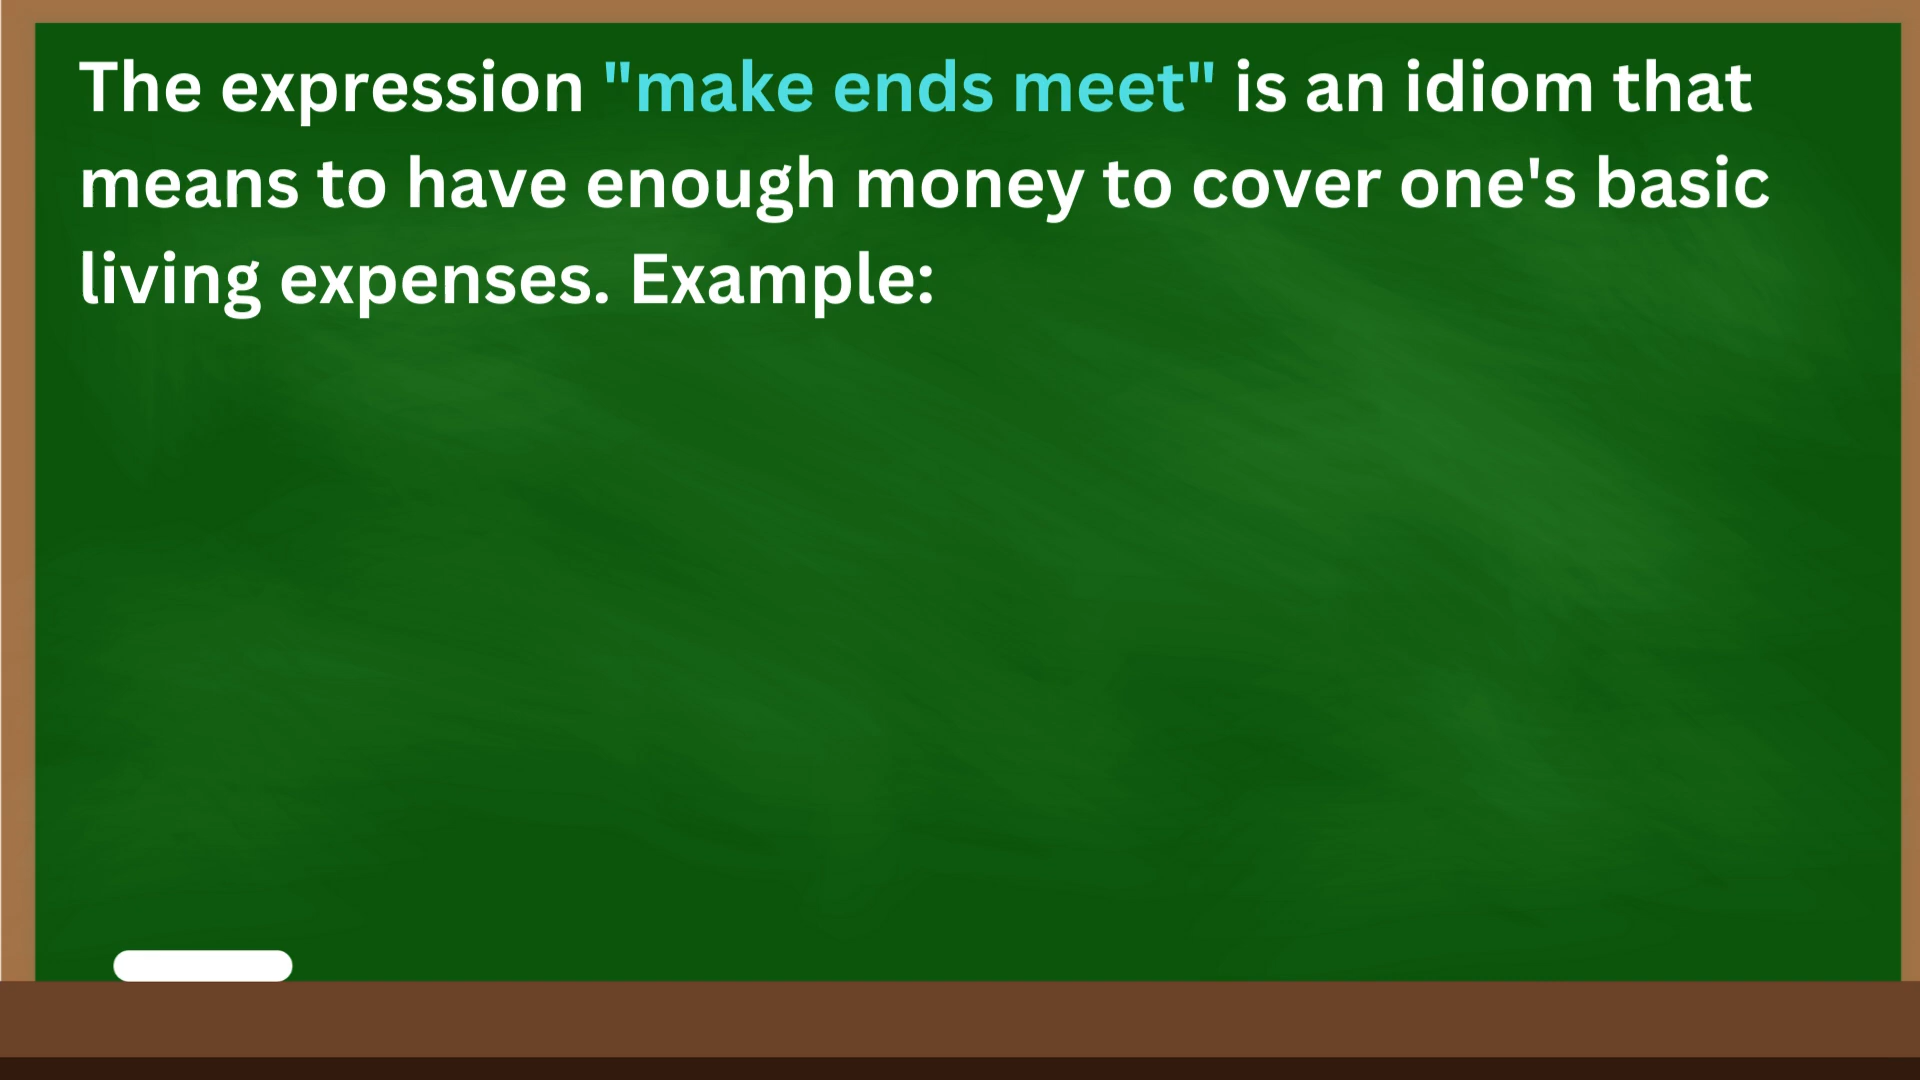 The expression "make ends meet" is an idiom that
means to have enough money to cover one's basic
living expenses. Example: